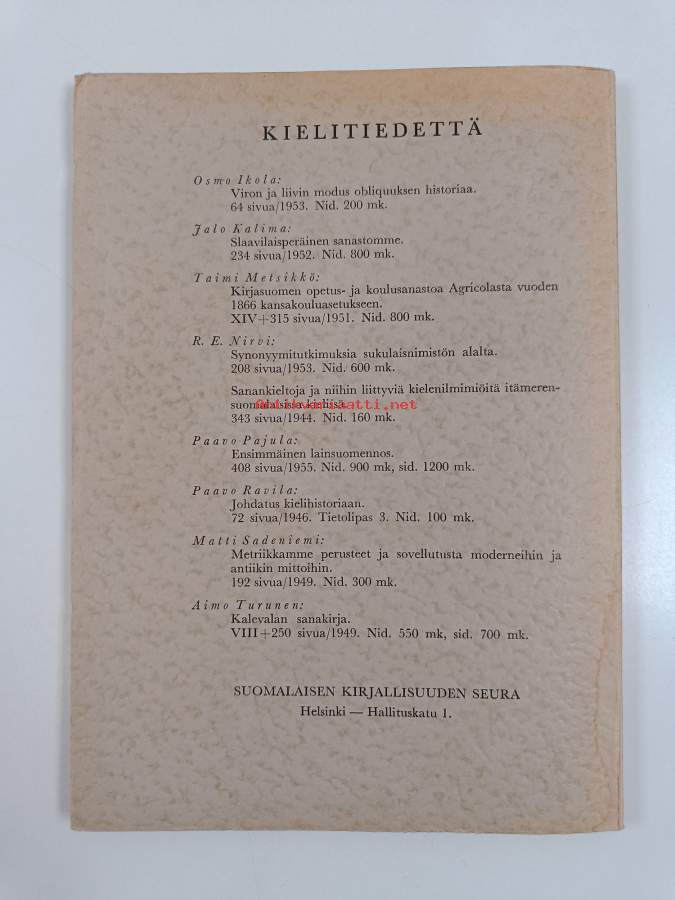 KIELITIEDETTÄ
Osmo Ikola:
Viron ja liivin modus obliquuksen historiaa.
64 sivua/1953. Nid. 200 mk.
Jalo Kalima:
Slaavilaisperäinen sanastomme.
234 sivua/1952. Nid. 800 mk.
Taimi Metsikkö:
Kirjasuomen opetus- ja koulusanastoa Agricolasta vuoden
1866 kansakouluasetukseen.
XIV+315 sivua/1951. Nid. 800 mk.
R. E. Nirvi:
Synonyymitutkimuksia sukulaisnimistön alalta.
208 sivua/1953. Nid. 600 mk.
Sanankieltoja ja niihin liittyviä kielenilmimiöitä itämeren-
suomalaisissa kielissä.
343 sivua/1944. Nid. 160 mk.
Paavo Pajula:
Ensimmäinen lainsuomennos.
408 sivua/1955. Nid. 900 mk, sid. 1200 mk.
Paavo Ravila:
Johdatus kielihistoriaan.
72 sivua/1946. Tietolipas 3. Nid. 100 mk.
Matti Sadeniemi:
Metriikkamme perusteet ja sovellutusta moderneihin ja
antiikin mittoihin.
192 sivua/1949. Nid. 300 mk.
Aimo Turunen:
Kalevalan sanakirja.
VIII+250 sivua/1949. Nid. 550 mk, sid. 700 mk.
SUOMALAISEN KIRJALLISUUDEN SEURA
Helsinki — Hallituskatu 1.